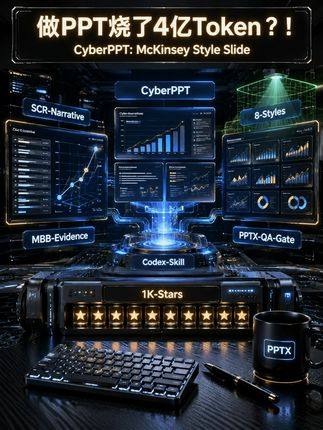 做PPT烧了4亿Token？！
CyberPPT: McKinsey Style Slide
CyberPPT
SCR-Narrative
8-Styles
MBB-Evidence
PPTX-QA-Gate
Codex-Skill
1K-Stars
PPTX